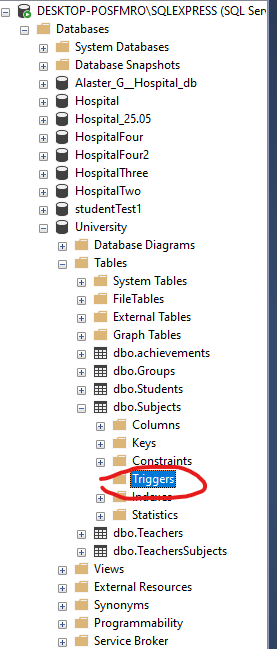 DESKTOP-POSFMRO\SQLEXPRESS (SQL Ser
Databases
System Databases
Database Snapshots
Alaster_G__Hospital_db
Hospital
Hospital_25.05
HospitalFour
HospitalFour2
HospitalThree
HospitalTwo
studentTest1
University
Database Diagrams
Tables
System Tables
FileTables
External Tables
Graph Tables
dbo.achievements
dbo.Groups
dbo.Students
dbo.Subjects
Columns
Keys
Constraints
Triggers
Indexes
Statistics
dbo.Teachers
dbo.TeachersSubjects
Views
External Resources
Synonyms
Programmability
Service Broker